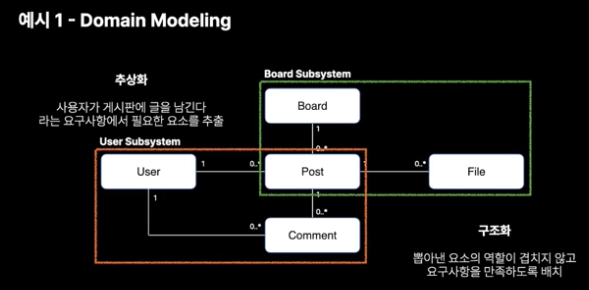 예시 1 - Domain Modeling
추상화
사용자가 게시판에 글을 남긴다
라는 요구사항에서 필요한 요소를 추출
Board Subsystem
Board
1
0..*
User Subsystem
User
1
0..*
Post
1
0..*
File
1
1
0..*
0..*
Comment
구조화
뽑아낸 요소의 역할이 겹치지 않고
요구사항을 만족하도록 배치